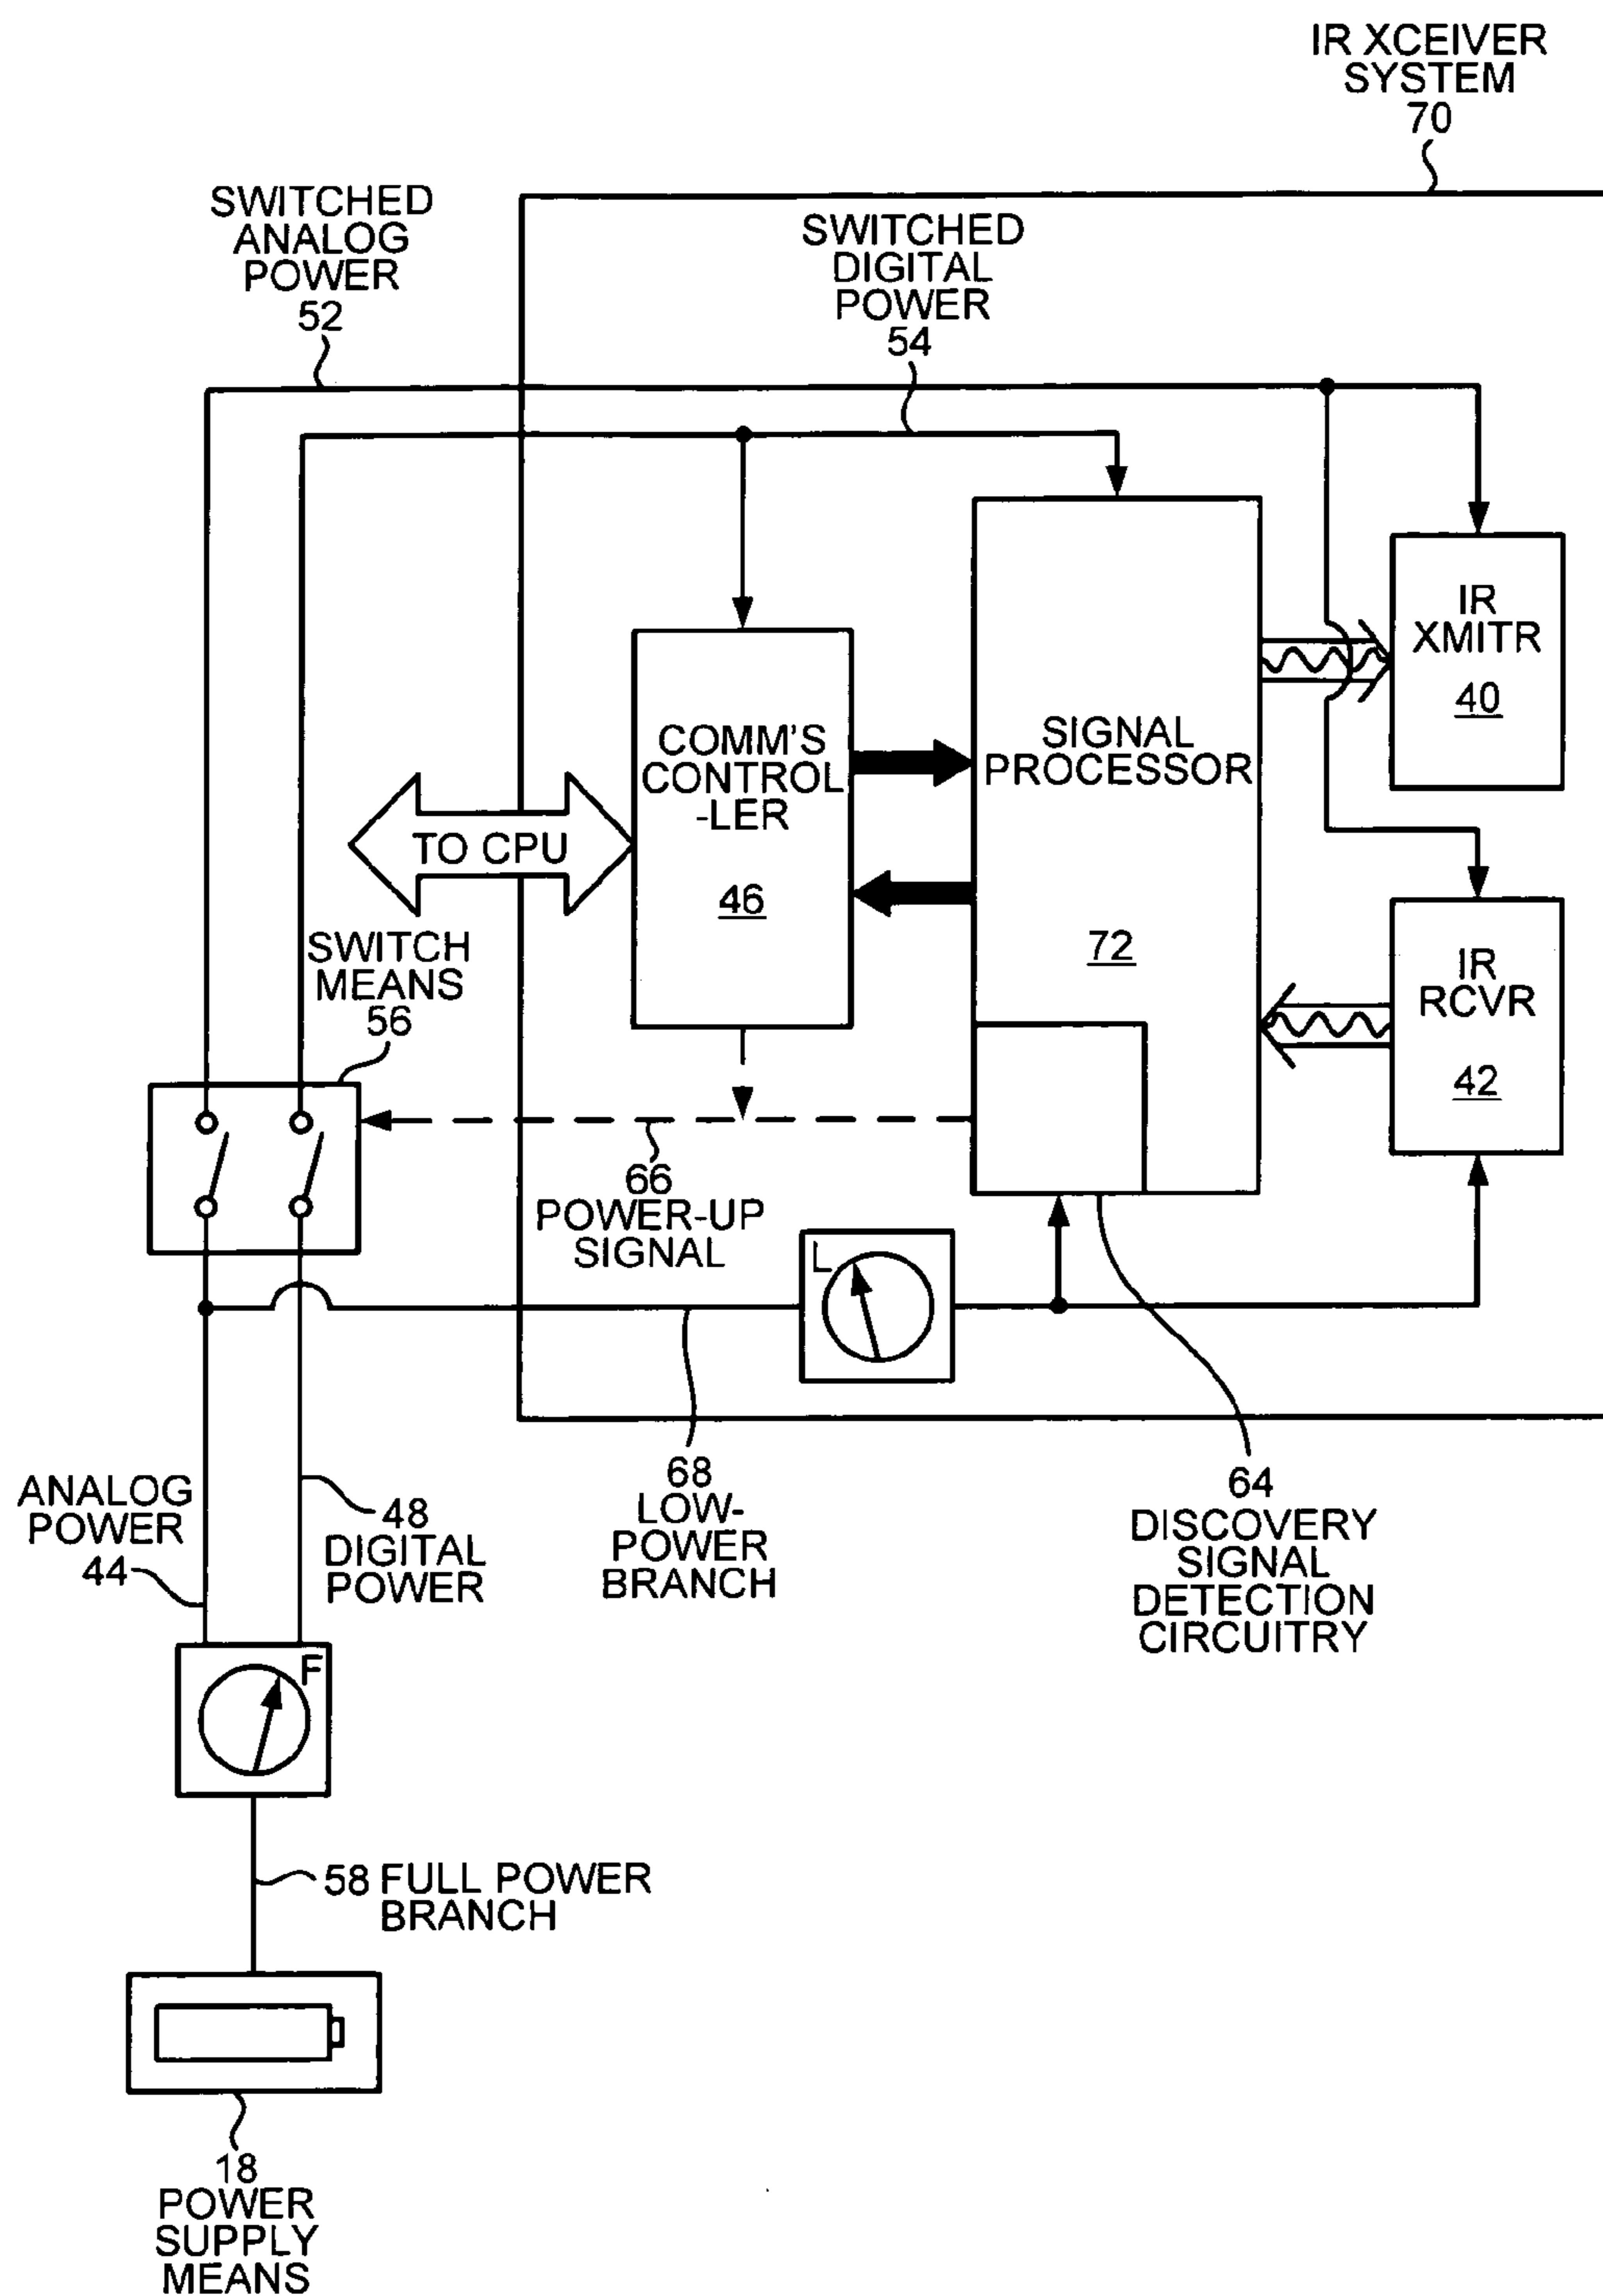 IR XCEIVER
SYSTEM
70
SWITCHED
ANALOG
POWER
52
SWITCHED
DIGITAL
POWER
54
IR
XMITR
40
COMM'S
CONTROL
-LER
46
SIGNAL
PROCESSOR
72
TO CPU
IR
RCVR
42
SWITCH
MEANS
56
66
POWER-UP
SIGNAL
L
68
LOW-
POWER
BRANCH
64
DISCOVERY
SIGNAL
DETECTION
CIRCUITRY
ANALOG
POWER
44
48
DIGITAL
POWER
F
58 FULL POWER
BRANCH
18
POWER
SUPPLY
MEANS